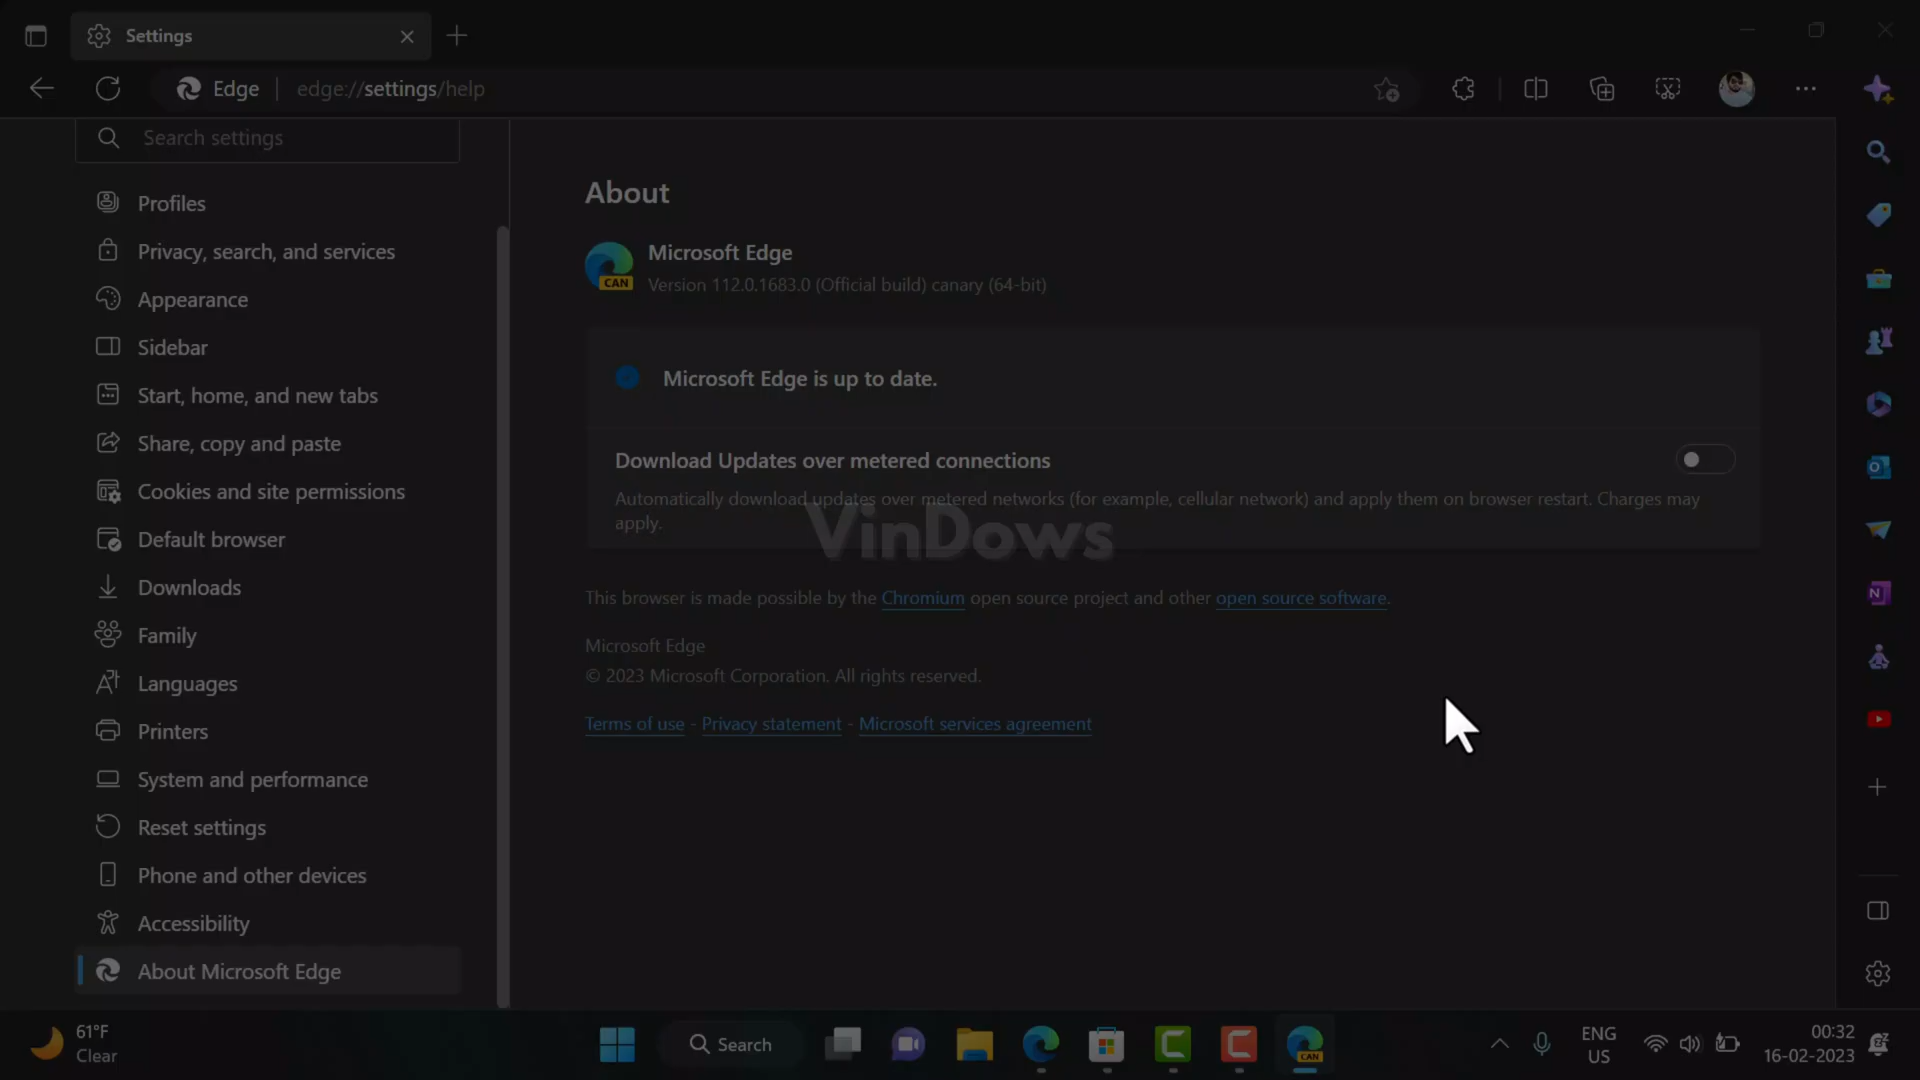 Settings
Edge
edge://settings/help
Search settings
Profiles
Privacy, search, and services
Appearance
Sidebar
Start, home, and new tabs
Share, copy and paste
Cookies and site permissions
Default browser
Downloads
Family
Languages
Printers
System and performance
Reset settings
Phone and other devices
Accessibility
About Microsoft Edge
About
CAN
Microsoft Edge
Version 112.0.1683.0 (Official build) canary (64-bit)
Microsoft Edge is up to date.
Download Updates over metered connections
Automatically download updates over metered networks (for example, cellular network) and apply them on browser restart. Charges may
apply.
VinDows
This browser is made possible by the Chromium open source project and other open source software.
Microsoft Edge
© 2023 Microsoft Corporation. All rights reserved.
Terms of use - Privacy statement - Microsoft services agreement
61°F
Clear
Search
CAN
ENG
US
00:32
16-02-2023